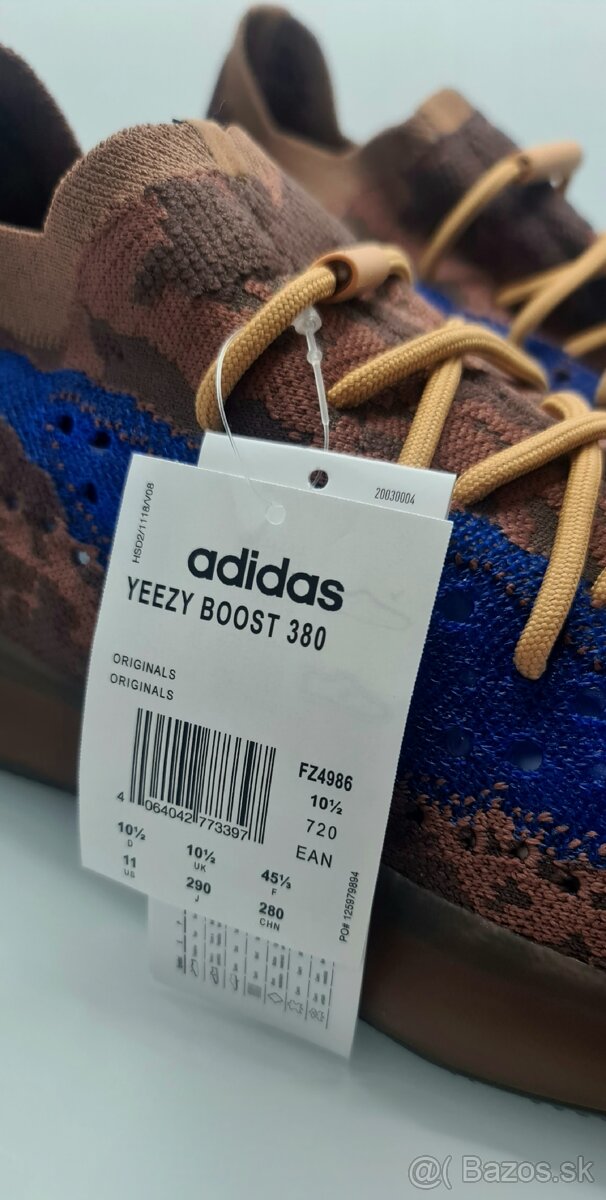 20030004
HSD2/1118/V08
adidas
YEEZY BOOST 380
ORIGINALS
ORIGINALS
FZ4986
10½
720
EAN
4 064042 773397
10½ 10½ 45⅓
D UK F
11 290 280
US J CHN
PO# 125979894
@( Bazos.sk